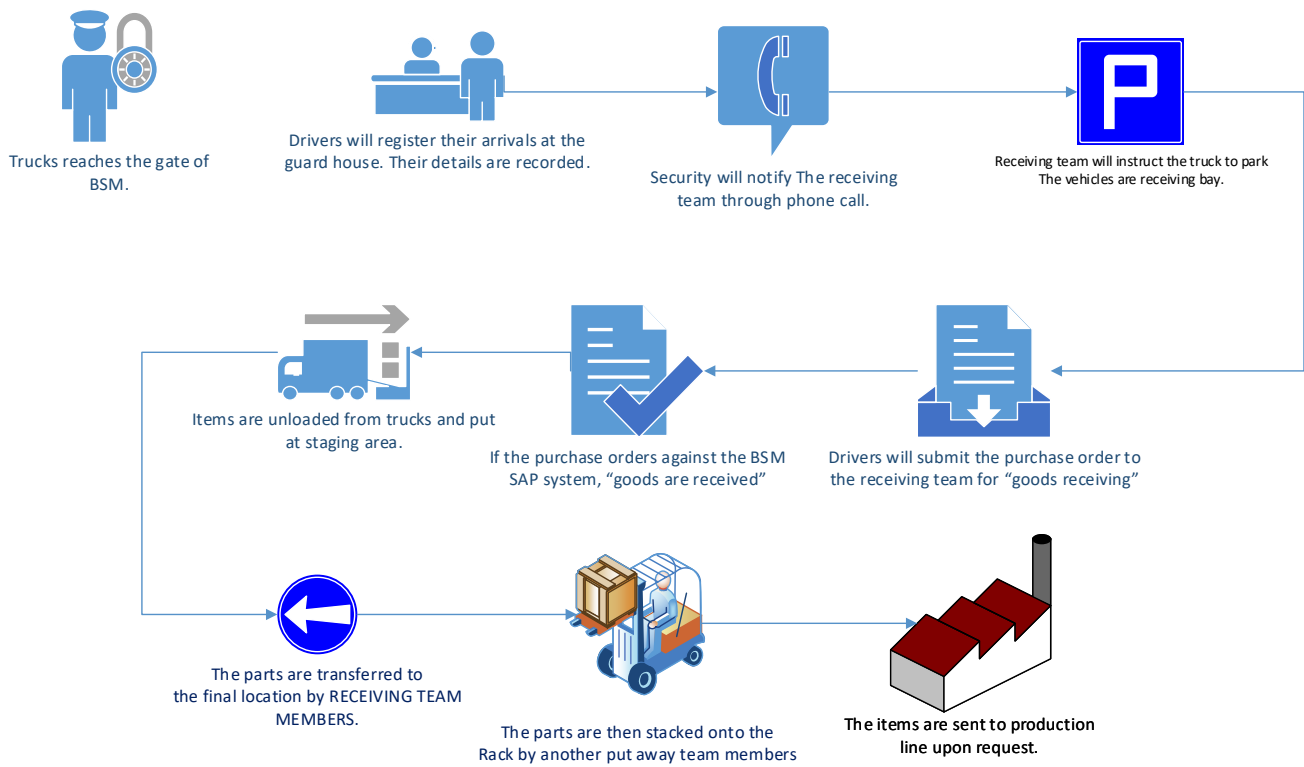 Trucks reaches the gate of
BSM.
Drivers will register their arrivals at the
guard house. Their details are recorded.
Security will notify The receiving
team through phone call.
P
Receiving team will instruct the truck to park
The vehicles are receiving bay.
Drivers will submit the purchase order to
the receiving team for “goods receiving”
If the purchase orders against the BSM
SAP system, “goods are received”
Items are unloaded from trucks and put
at staging area.
The parts are transferred to
the final location by RECEIVING TEAM
MEMBERS.
The parts are then stacked onto the
Rack by another put away team members
The items are sent to production
line upon request.